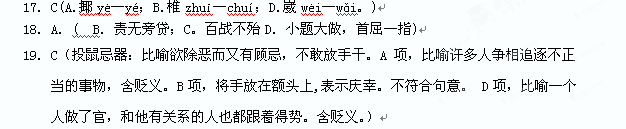 17. C(A.揶 yē—yé; B.椎 zhuī—chuí; D.崴 wēi—wǎi。)
18. A. ( B. 责无旁贷; C。百战不殆 D. 小题大做，首屈一指)
19. C（投鼠忌器：比喻欲除恶而又有顾忌，不敢放手干。A 项，比喻许多人争相追逐不正
当的事物，含贬义。B 项，将手放在额头上,表示庆幸。不符合句意。 D 项，比喻一个
人做了官，和他有关系的人也都跟着得势。含贬义。）